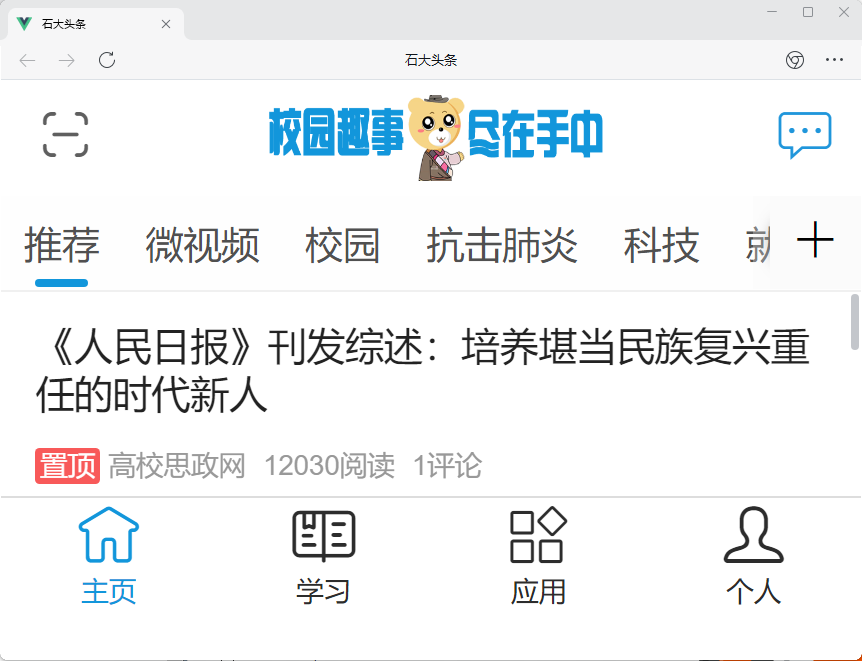 石大头条
石大头条
校园趣事 尽在手中
推荐 微视频 校园 抗击肺炎 科技 就
《人民日报》刊发综述：培养堪当民族复兴重
任的时代新人
置顶 高校思政网 12030阅读 1评论
主页 学习 应用 个人